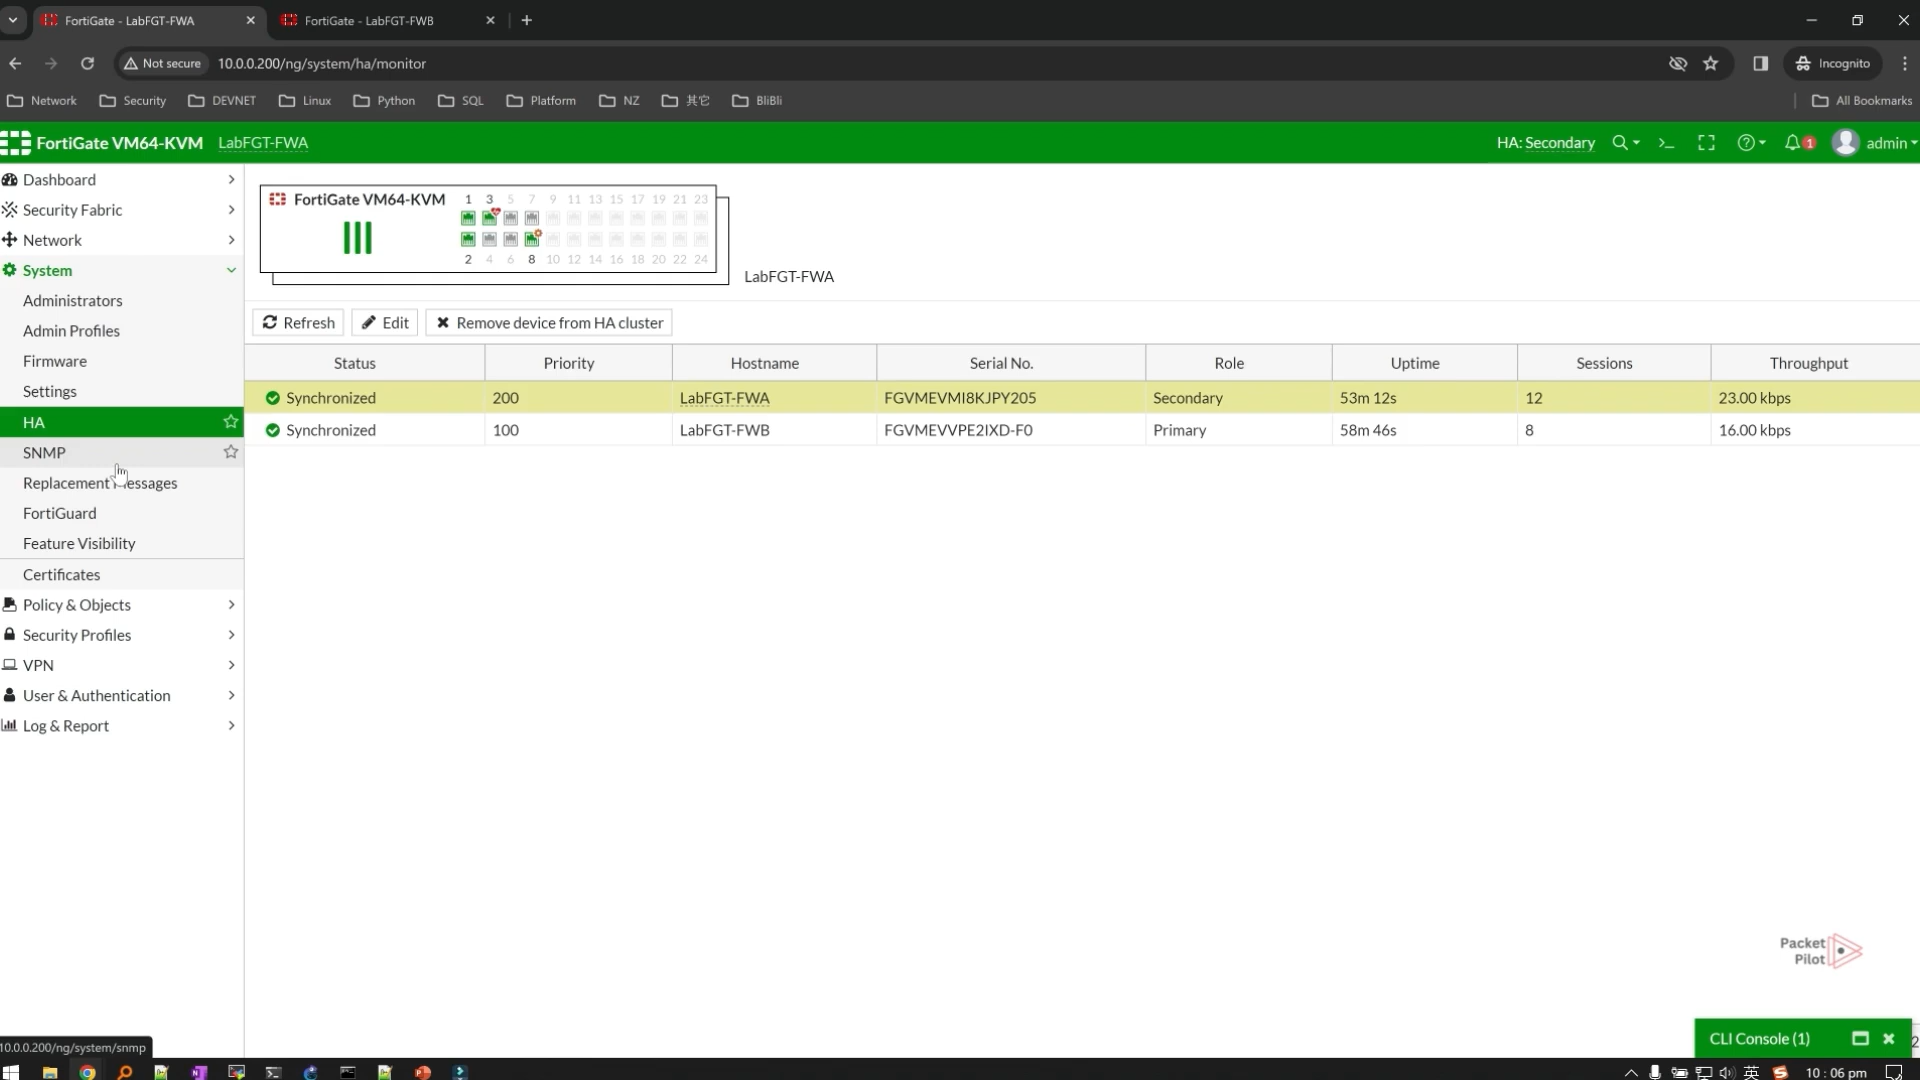 FortiGate - LabFGT-FWA
FortiGate - LabFGT-FWB
Not secure
10.0.0.200/ng/system/ha/monitor
Incognito
Network
Security
DEVNET
Linux
Python
SQL
Platform
NZ
其它
BliBli
All Bookmarks
FortiGate VM64-KVM
LabFGT-FWA
HA: Secondary
1
admin
Dashboard
Security Fabric
Network
System
Administrators
Admin Profiles
Firmware
Settings
HA
SNMP
Replacement Messages
FortiGuard
Feature Visibility
Certificates
Policy & Objects
Security Profiles
VPN
User & Authentication
Log & Report
FortiGate VM64-KVM
1 3 5 7 9 11 13 15 17 19 21 23
2 4 6 8 10 12 14 16 18 20 22 24
LabFGT-FWA
Refresh
Edit
Remove device from HA cluster
Status Priority Hostname Serial No. Role Uptime Sessions Throughput
Synchronized 200 LabFGT-FWA FGVMEVMI8KJPY205 Secondary 53m 12s 12 23.00 kbps
Synchronized 100 LabFGT-FWB FGVMEVVPE2IXD-F0 Primary 58m 46s 8 16.00 kbps
Packet
Pilot
CLI Console (1)
2
10.0.0.200/ng/system/snmp
英
10 : 06 pm